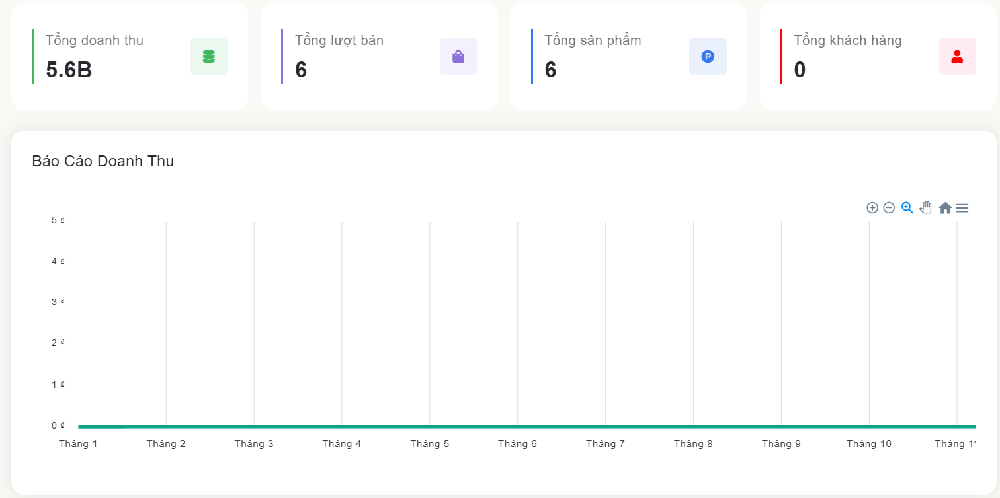 Tổng doanh thu
5.6B
Tổng lượt bán
6
Tổng sản phẩm
6
Tổng khách hàng
0
Báo Cáo Doanh Thu
5 ₫
4 ₫
3 ₫
2 ₫
1 ₫
0 ₫
Tháng 1 Tháng 2 Tháng 3 Tháng 4 Tháng 5 Tháng 6 Tháng 7 Tháng 8 Tháng 9 Tháng 10 Tháng 11